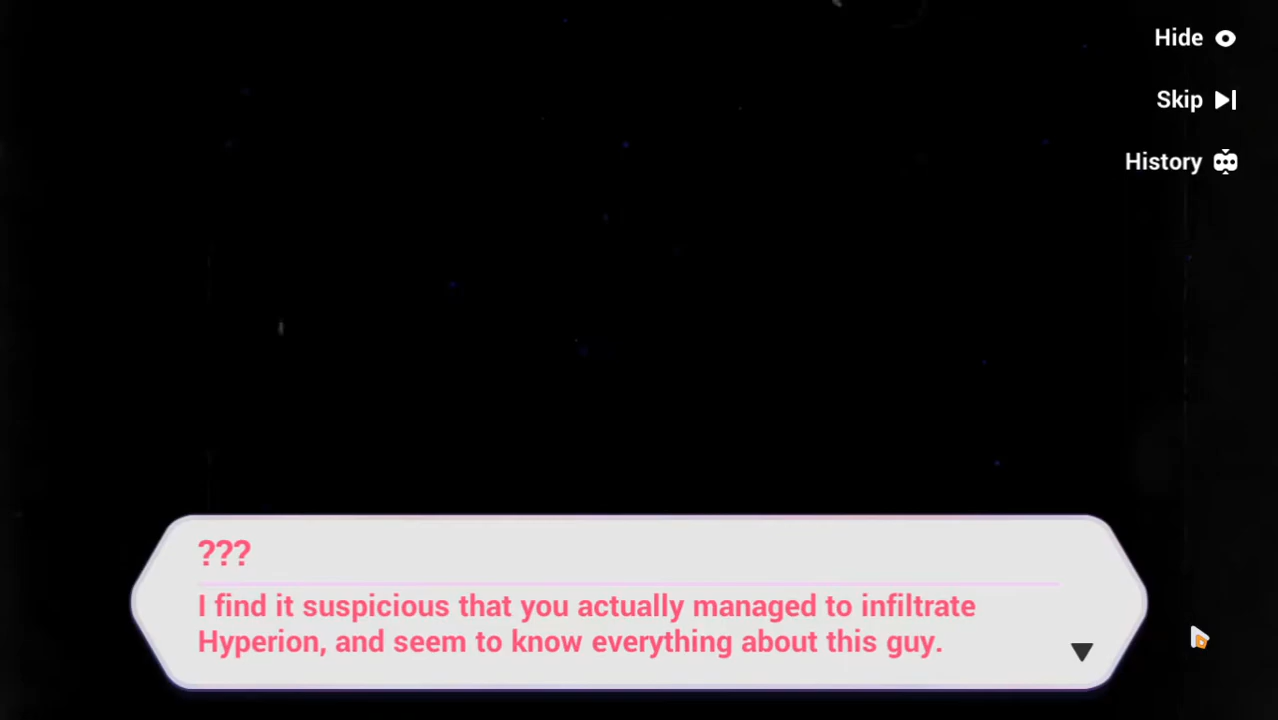 Hide
Skip
History
???
I find it suspicious that you actually managed to infiltrate
Hyperion, and seem to know everything about this guy.